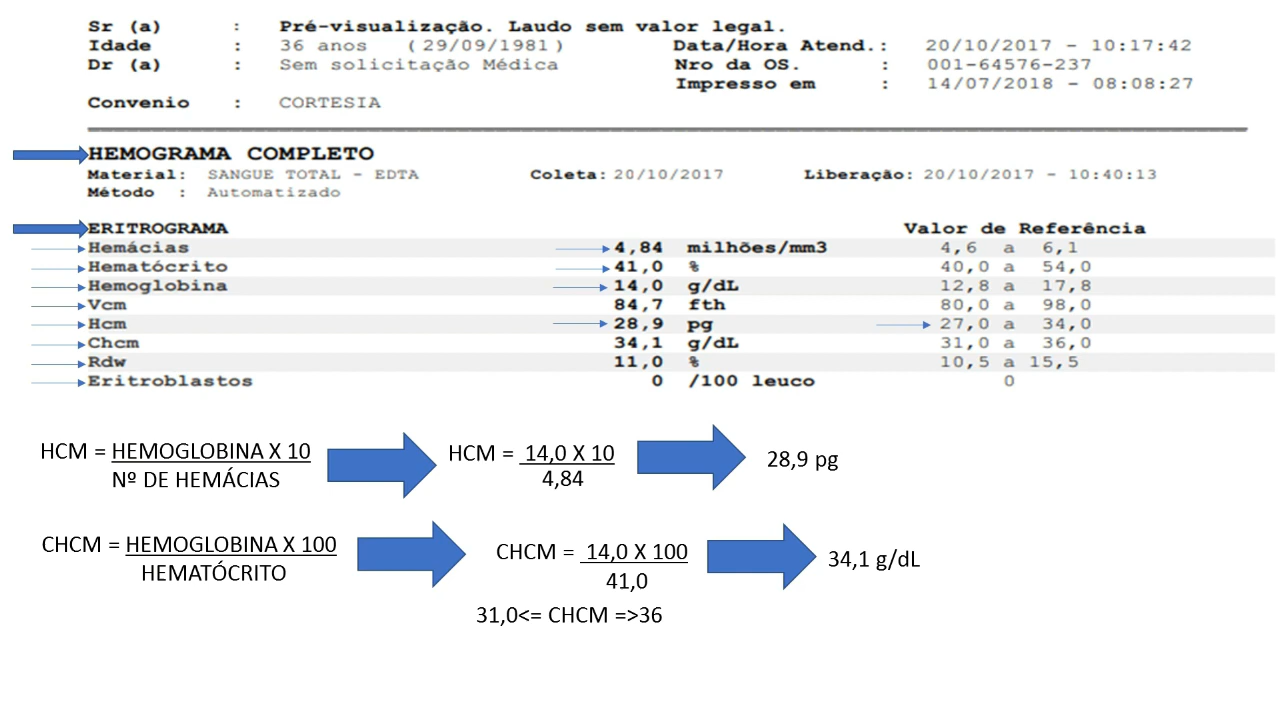 Sr (a) : Pré-visualização. Laudo sem valor legal.
Idade : 36 anos (29/09/1981) Data/Hora Atend.: 20/10/2017 - 10:17:42
Dr (a) : Sem solicitação Médica Nro da OS. : 001-64576-237
Impresso em : 14/07/2018 - 08:08:27
Convenio : CORTESIA
HEMOGRAMA COMPLETO
Material: SANGUE TOTAL - EDTA Coleta: 20/10/2017 Liberação: 20/10/2017 - 10:40:13
Método : Automatizado
ERITROGRAMA Valor de Referência
Hemácias 4,84 milhões/mm3 4,6 a 6,1
Hematócrito 41,0 % 40,0 a 54,0
Hemoglobina 14,0 g/dL 12,8 a 17,8
Vcm 84,7 fth 80,0 a 98,0
Hcm 28,9 pg 27,0 a 34,0
Chcm 34,1 g/dL 31,0 a 36,0
Rdw 11,0 % 10,5 a 15,5
Eritroblastos 0 /100 leuco 0
HCM = HEMOGLOBINA X 10 HCM = 14,0 X 10 28,9 pg
Nº DE HEMÁCIAS 4,84
CHCM = HEMOGLOBINA X 100 CHCM = 14,0 X 100 34,1 g/dL
HEMATÓCRITO 41,0
31,0<= CHCM =>36